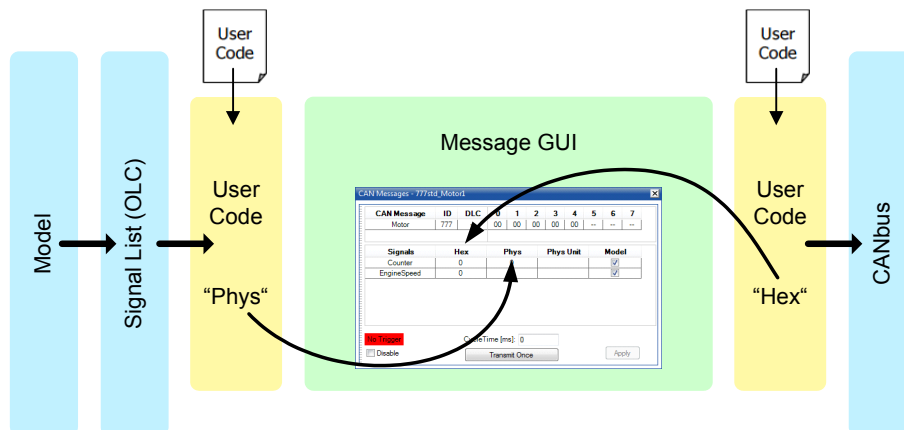 User
Code
User
Code
Model
Signal List (OLC)
User
Code
“Phys“
Message GUI
CAN Messages - 777std_Motor1
CAN Message ID DLC 0 1 2 3 4 5 6 7
Motor 777 00 00 00 00 00 -- -- --
Signals Hex Phys Phys Unit Model
Counter 0
EngineSpeed 0
No Trigger
CycleTime [ms]: 0
Disable
Transmit Once
Apply
User
Code
“Hex“
CANbus